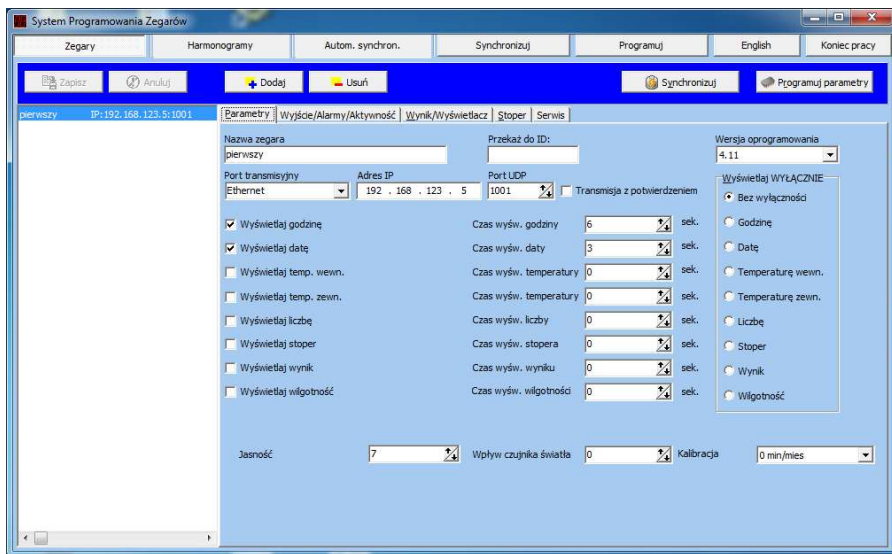 System Programowania Zegarów
Zegary Harmonogramy Autom. synchron. Synchronizuj Programuj English Koniec pracy
Zapisz Anuluj Dodaj Usuń Synchronizuj Programuj parametry
pierwszy IP:192.168.123.5:1001
Parametry Wyjście/Alarmy/Aktywność Wynik/Wyświetlacz Stoper Serwis
Nazwa zegara Przekaż do ID: Wersja oprogramowania
pierwszy 4.11
Port transmisyjny Adres IP Port UDP Wyświetlaj WYŁĄCZNIE
Ethernet 192 . 168 . 123 . 5 1001 Transmisja z potwierdzeniem
Bez wyłączności
Wyświetlaj godzinę Czas wyśw. godziny 6 sek. Godzinę
Wyświetlaj datę Czas wyśw. daty 3 sek. Datę
Wyświetlaj temp. wewn. Czas wyśw. temperatury 0 sek. Temperaturę wewn.
Wyświetlaj temp. zewn. Czas wyśw. temperatury 0 sek. Temperaturę zewn.
Wyświetlaj liczbę Czas wyśw. liczby 0 sek. Liczbę
Wyświetlaj stoper Czas wyśw. stopera 0 sek. Stoper
Wyświetlaj wynik Czas wyśw. wyniku 0 sek. Wynik
Wyświetlaj wilgotność Czas wyśw. wilgotności 0 sek. Wilgotność
Jasność 7 Wpływ czujnika światła 0 Kalibracja 0 min/mies